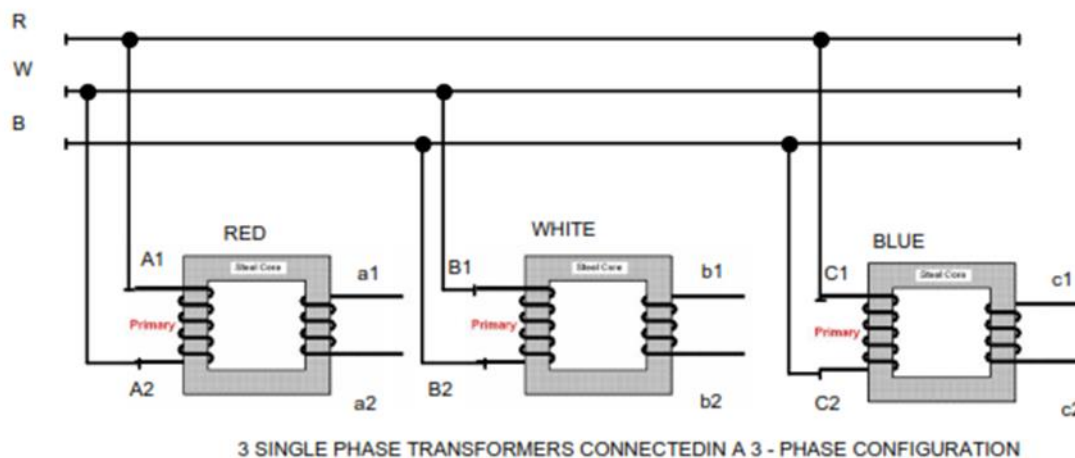 R
W
B
RED
WHITE
BLUE
A1
Steel Core
a1
B1
Steel Core
b1
C1
Steel Core
c1
Primary
Primary
Primary
A2
a2
B2
b2
C2
c2
3 SINGLE PHASE TRANSFORMERS CONNECTEDIN A 3 - PHASE CONFIGURATION